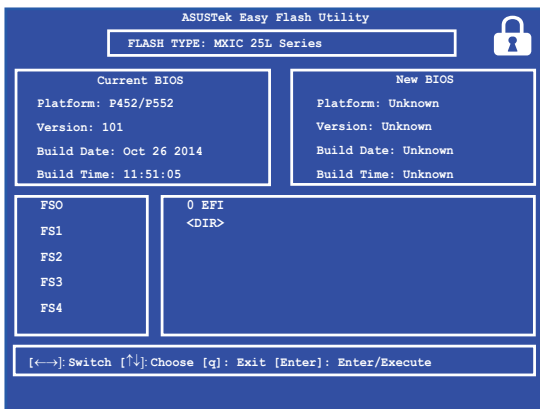 ASUSTek Easy Flash Utility
FLASH TYPE: MXIC 25L Series
Current BIOS
Platform: P452/P552
Version: 101
Build Date: Oct 26 2014
Build Time: 11:51:05
New BIOS
Platform: Unknown
Version: Unknown
Build Date: Unknown
Build Time: Unknown
FSO
FS1
FS2
FS3
FS4
0 EFI
<DIR>
[←→]: Switch [↑↓]: Choose [q]: Exit [Enter]: Enter/Execute